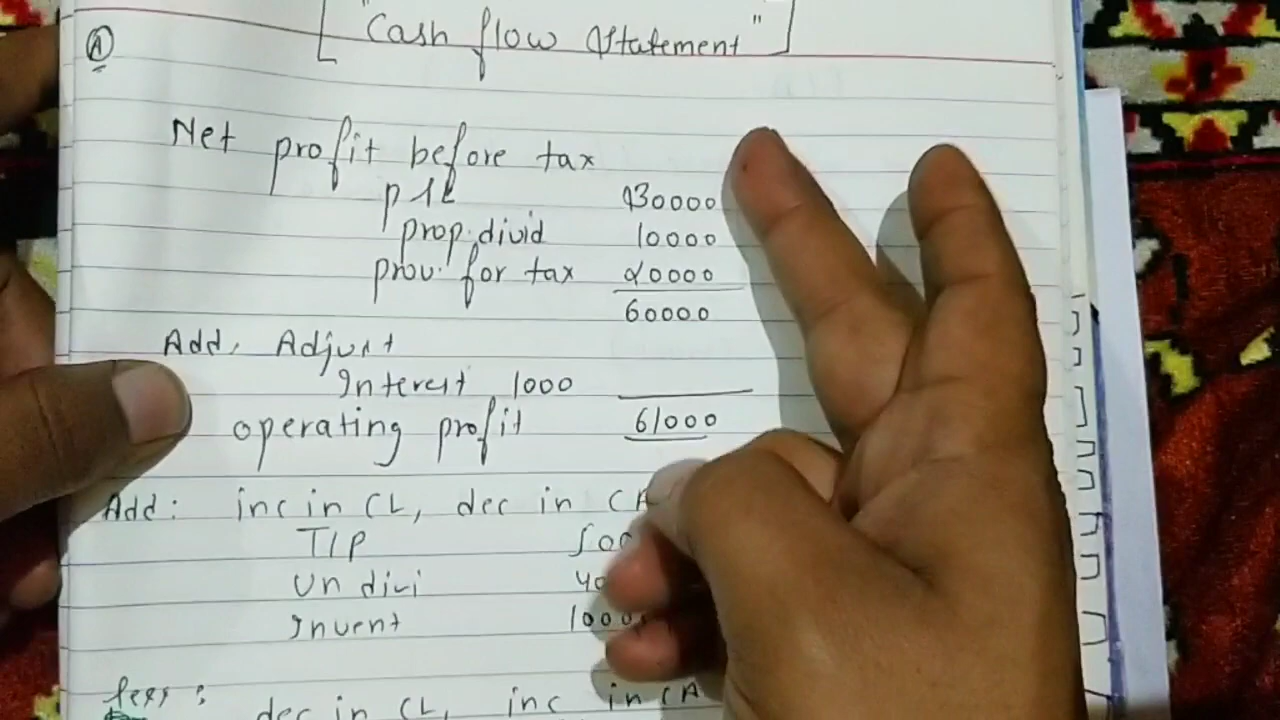 A
"Cash flow Statement"
Net profit before tax
P&L 30000
prop. divid 10000
prov. for tax 20000
60000
Add, Adjust
Interest 1000
operating profit 61000
Add: inc in CL, dec in CA
T/P
Un divi
Invent
less: dec in CL, inc in CA